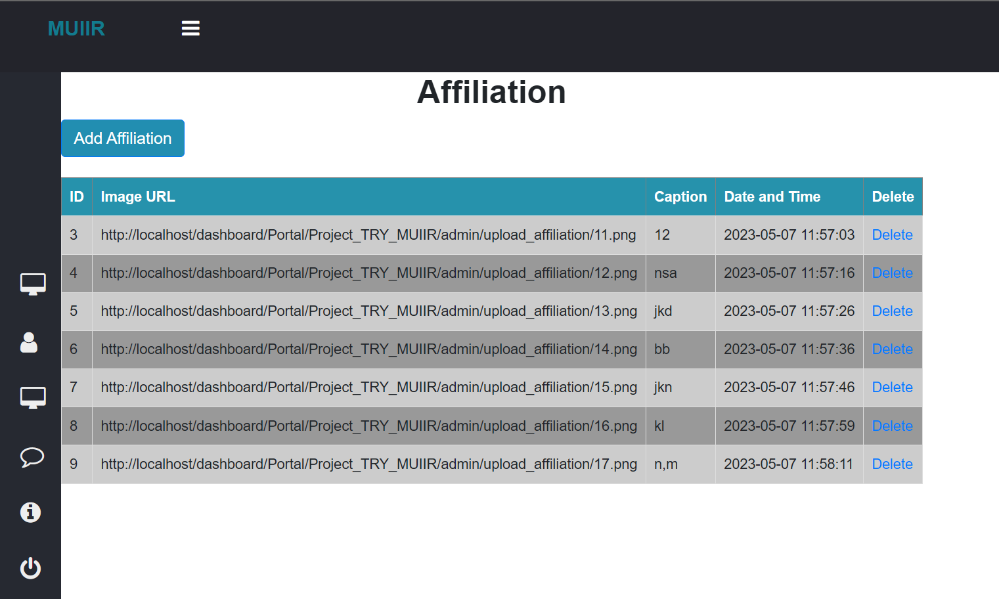 MUIIR
Affiliation
Add Affiliation
ID Image URL Caption Date and Time Delete
3 http://localhost/dashboard/Portal/Project_TRY_MUIIR/admin/upload_affiliation/11.png 12 2023-05-07 11:57:03 Delete
4 http://localhost/dashboard/Portal/Project_TRY_MUIIR/admin/upload_affiliation/12.png nsa 2023-05-07 11:57:16 Delete
5 http://localhost/dashboard/Portal/Project_TRY_MUIIR/admin/upload_affiliation/13.png jkd 2023-05-07 11:57:26 Delete
6 http://localhost/dashboard/Portal/Project_TRY_MUIIR/admin/upload_affiliation/14.png bb 2023-05-07 11:57:36 Delete
7 http://localhost/dashboard/Portal/Project_TRY_MUIIR/admin/upload_affiliation/15.png jkn 2023-05-07 11:57:46 Delete
8 http://localhost/dashboard/Portal/Project_TRY_MUIIR/admin/upload_affiliation/16.png kl 2023-05-07 11:57:59 Delete
9 http://localhost/dashboard/Portal/Project_TRY_MUIIR/admin/upload_affiliation/17.png n,m 2023-05-07 11:58:11 Delete